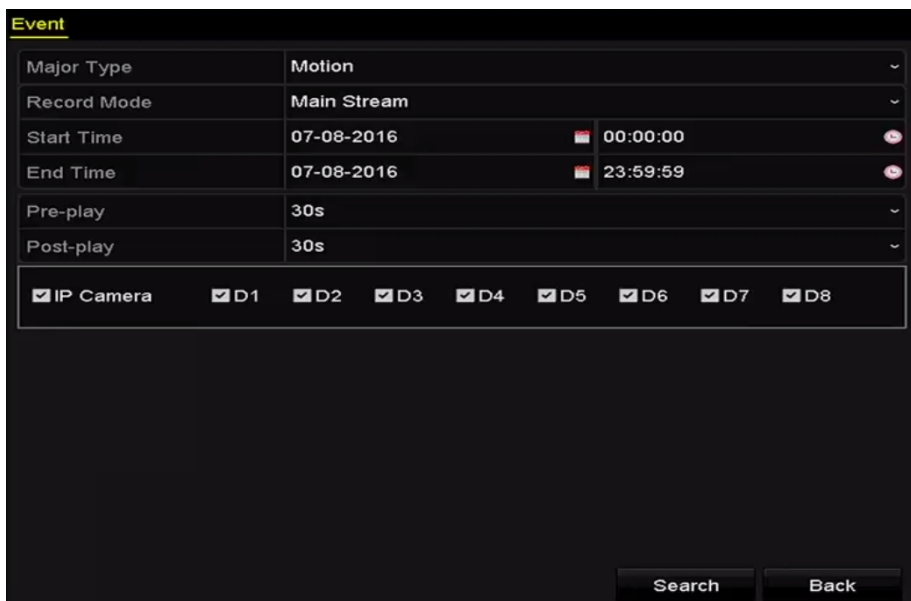 Event
Major Type Motion
Record Mode Main Stream
Start Time 07-08-2016 00:00:00
End Time 07-08-2016 23:59:59
Pre-play 30s
Post-play 30s
IP Camera D1 D2 D3 D4 D5 D6 D7 D8
Search Back